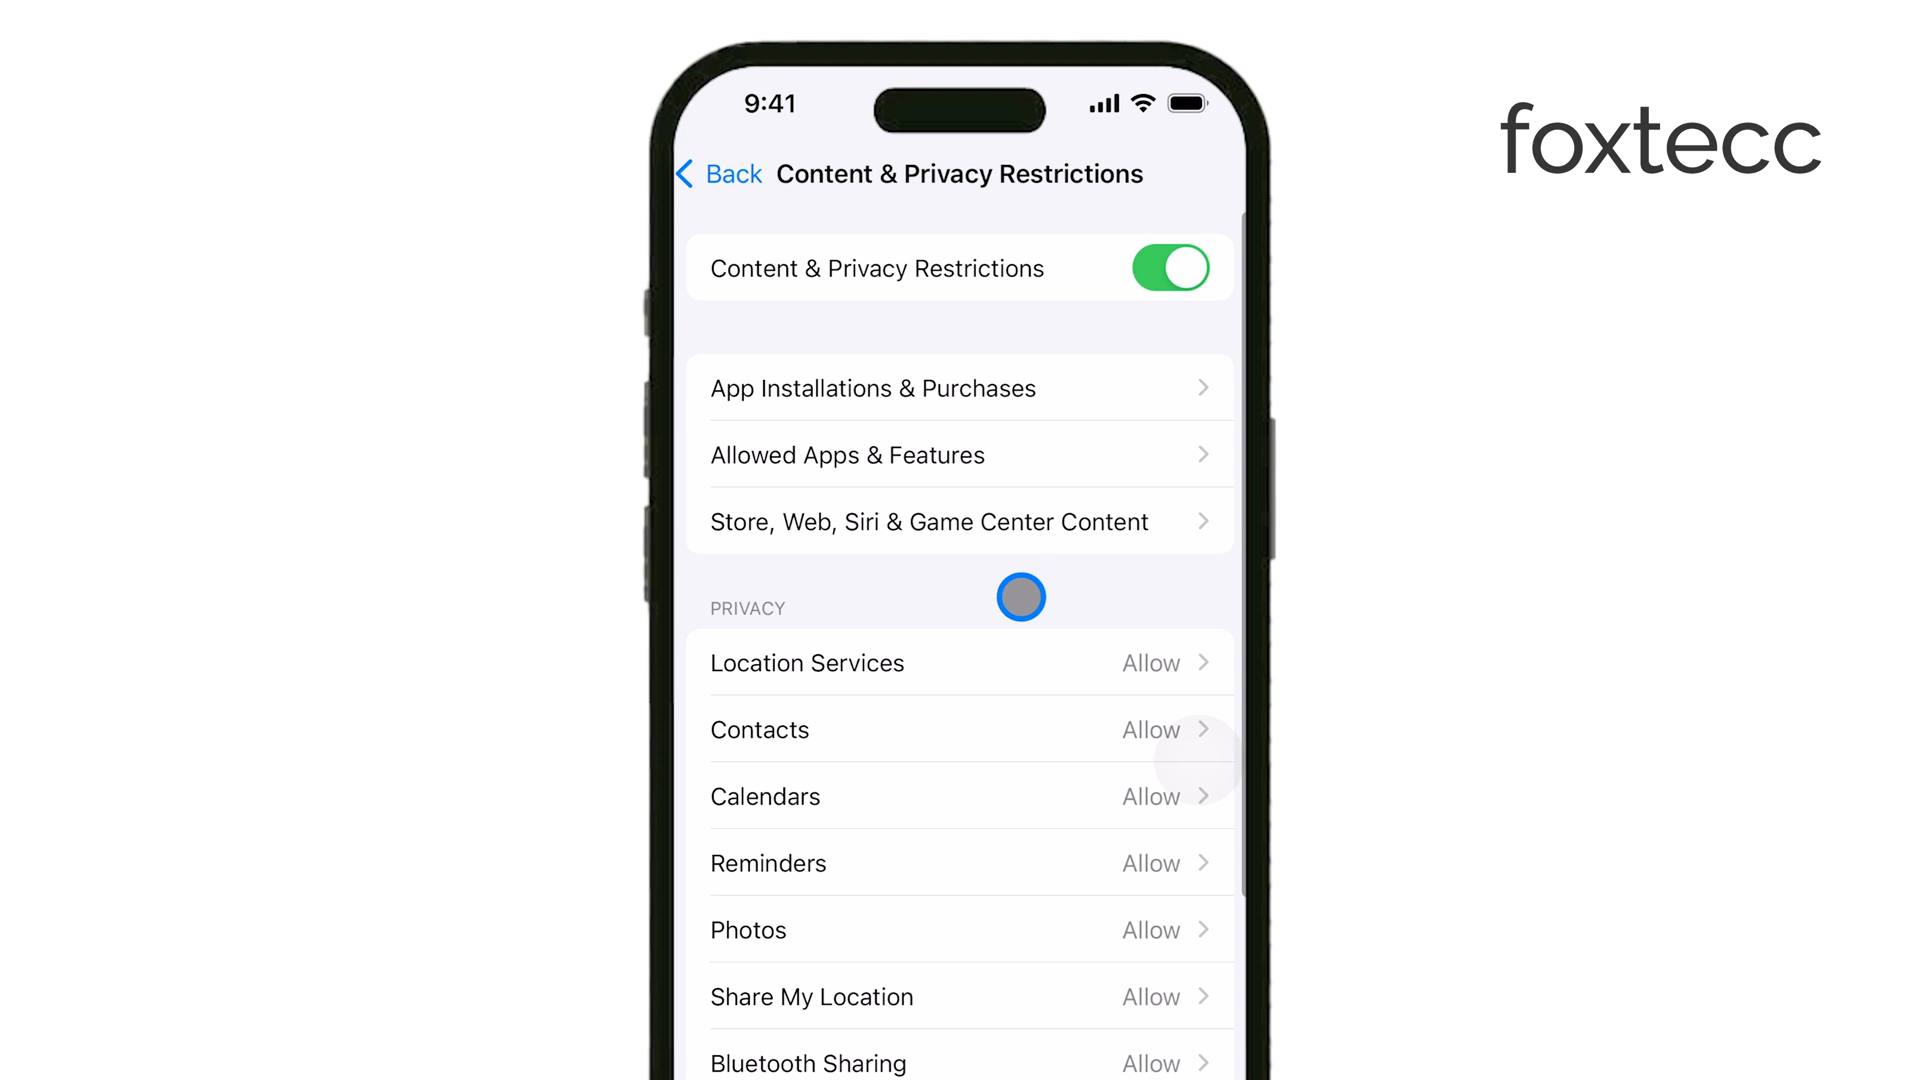 9:41
foxtecc
Back Content & Privacy Restrictions
Content & Privacy Restrictions
App Installations & Purchases
Allowed Apps & Features
Store, Web, Siri & Game Center Content
PRIVACY
Location Services Allow
Contacts Allow
Calendars Allow
Reminders Allow
Photos Allow
Share My Location Allow
Bluetooth Sharing Allow